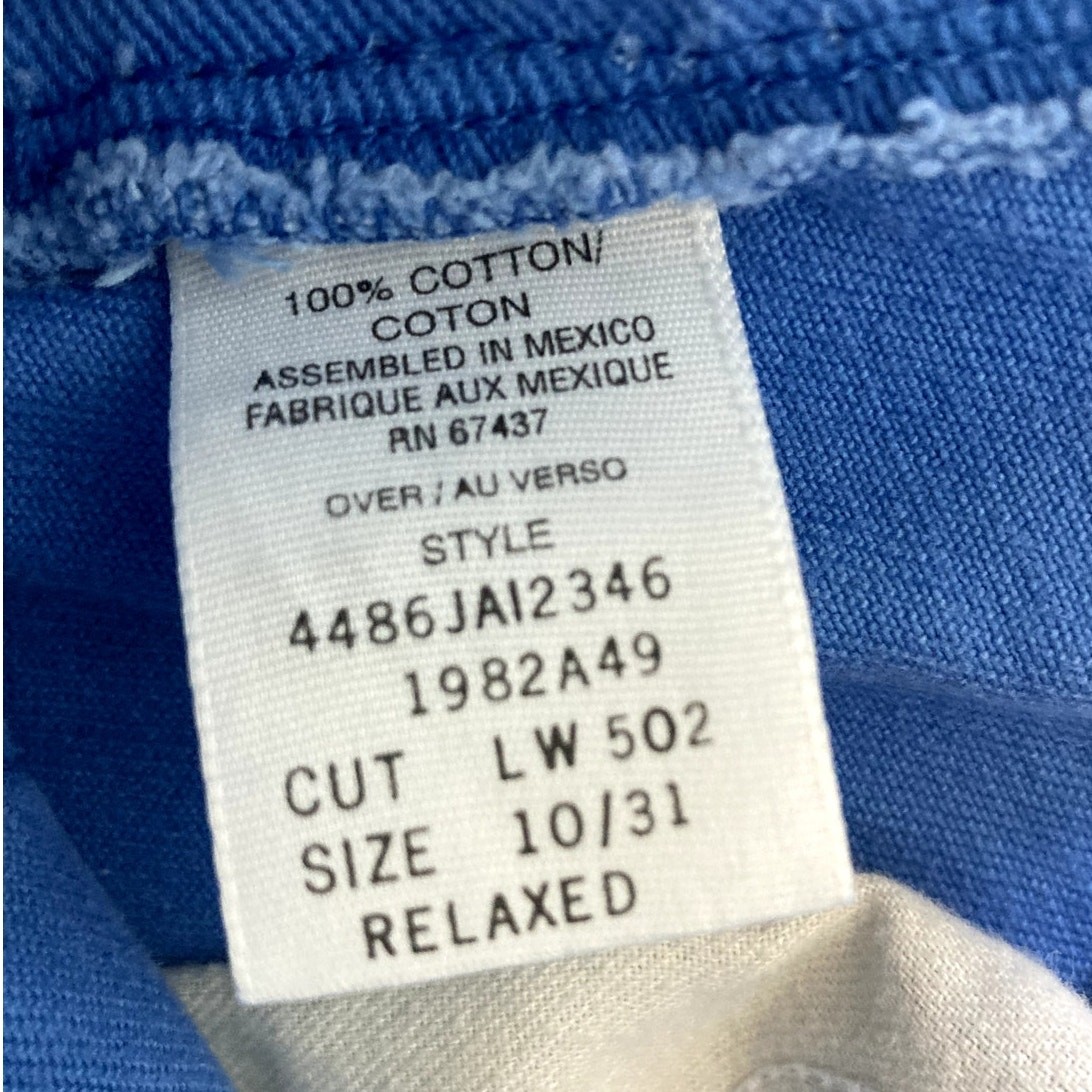 100% COTTON/
COTON
ASSEMBLED IN MEXICO
FABRIQUE AUX MEXIQUE
RN 67437
OVER / AU VERSO
STYLE
4486JAI2346
1982A49
CUT LW 502
SIZE 10/31
RELAXED